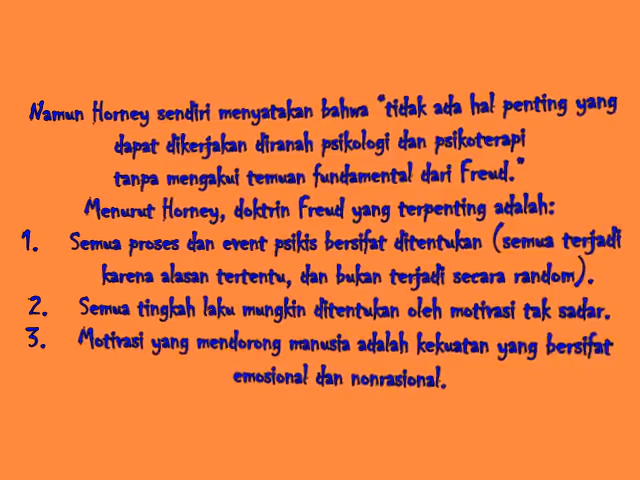 Namun Horney sendiri menyatakan bahwa "tidak ada hal penting yang
dapat dikerjakan diranah psikologi dan psikoterapi
tanpa mengakui temuan fundamental dari Freud."
Menurut Horney, doktrin Freud yang terpenting adalah:
1. Semua proses dan event psikis bersifat ditentukan (semua terjadi
karena alasan tertentu, dan bukan terjadi secara random).
2. Semua tingkah laku mungkin ditentukan oleh motivasi tak sadar.
3. Motivasi yang mendorong manusia adalah kekuatan yang bersifat
emosional dan nonrasional.